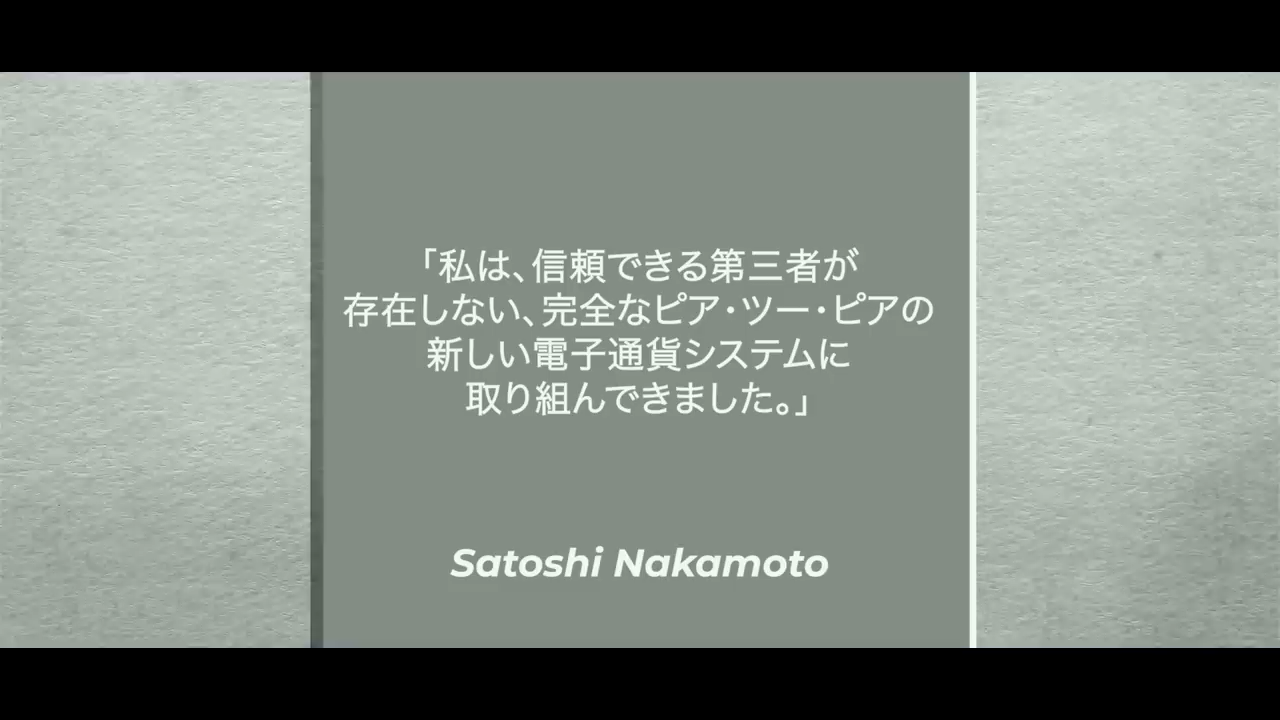 「私は、信頼できる第三者が
存在しない、完全なピア・ツー・ピアの
新しい電子通貨システムに
取り組んできました。」
Satoshi Nakamoto